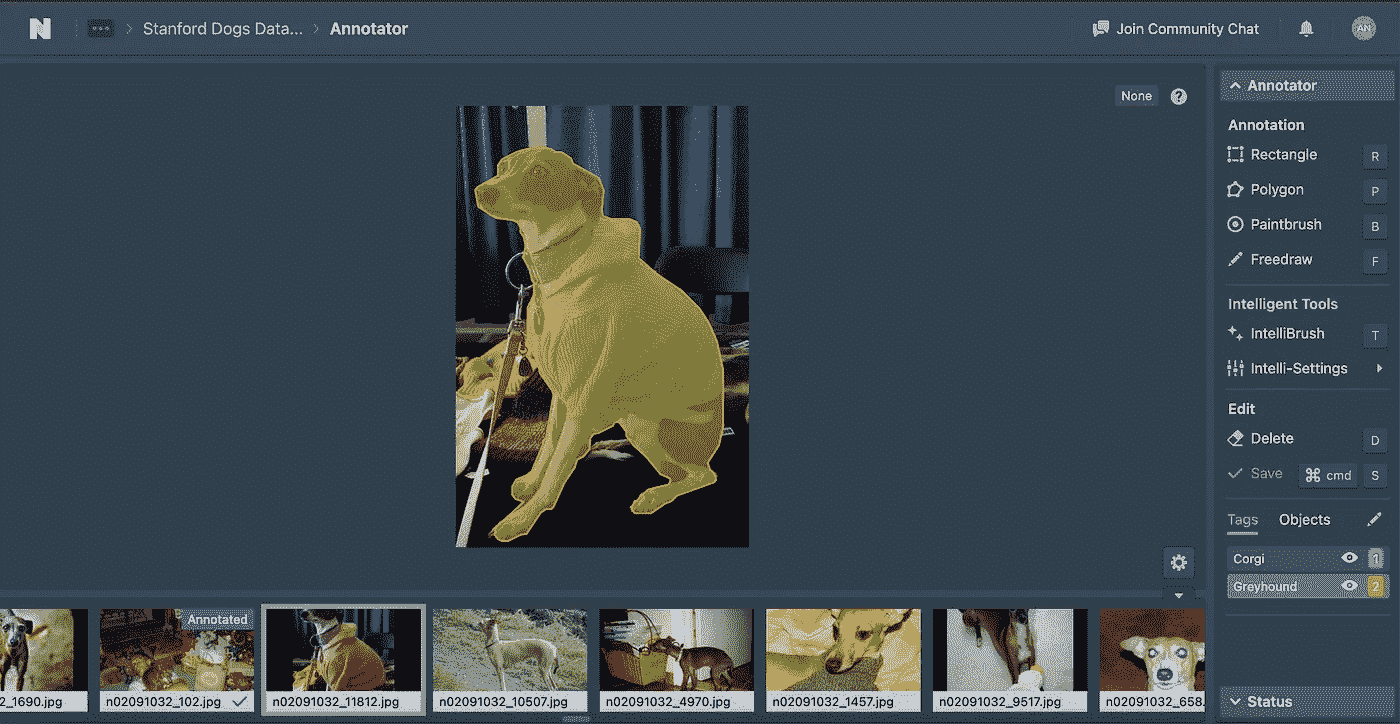 N ... > Stanford Dogs Data... > Annotator
Join Community Chat
AN
None ?
Annotator
Annotation
Rectangle R
Polygon P
Paintbrush B
Freedraw F
Intelligent Tools
IntelliBrush T
Intelli-Settings
Edit
Delete D
Save ⌘ cmd S
Tags Objects
Corgi 1
Greyhound 2
Status
Annotated
2_1690.jpg
n02091032_102.jpg
n02091032_11812.jpg
n02091032_10507.jpg
n02091032_4970.jpg
n02091032_1457.jpg
n02091032_9517.jpg
n02091032_658.